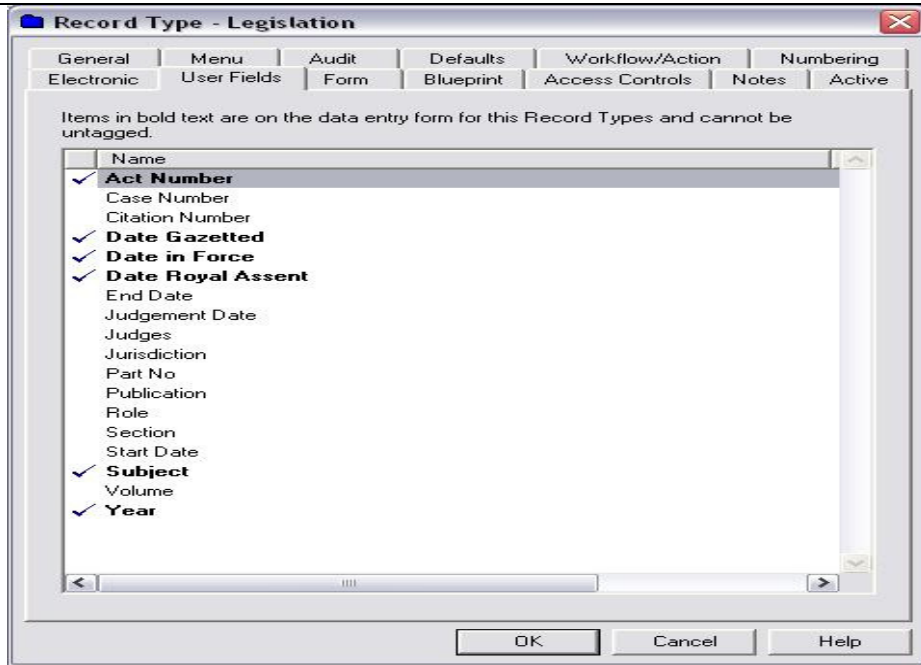 Record Type - Legislation
General Menu Audit Defaults Workflow/Action Numbering
Electronic User Fields Form Blueprint Access Controls Notes Active
Items in bold text are on the data entry form for this Record Types and cannot be
untagged.
Name
Act Number
Case Number
Citation Number
Date Gazetted
Date in Force
Date Royal Assent
End Date
Judgement Date
Judges
Jurisdiction
Part No
Publication
Role
Section
Start Date
Subject
Volume
Year
OK Cancel Help